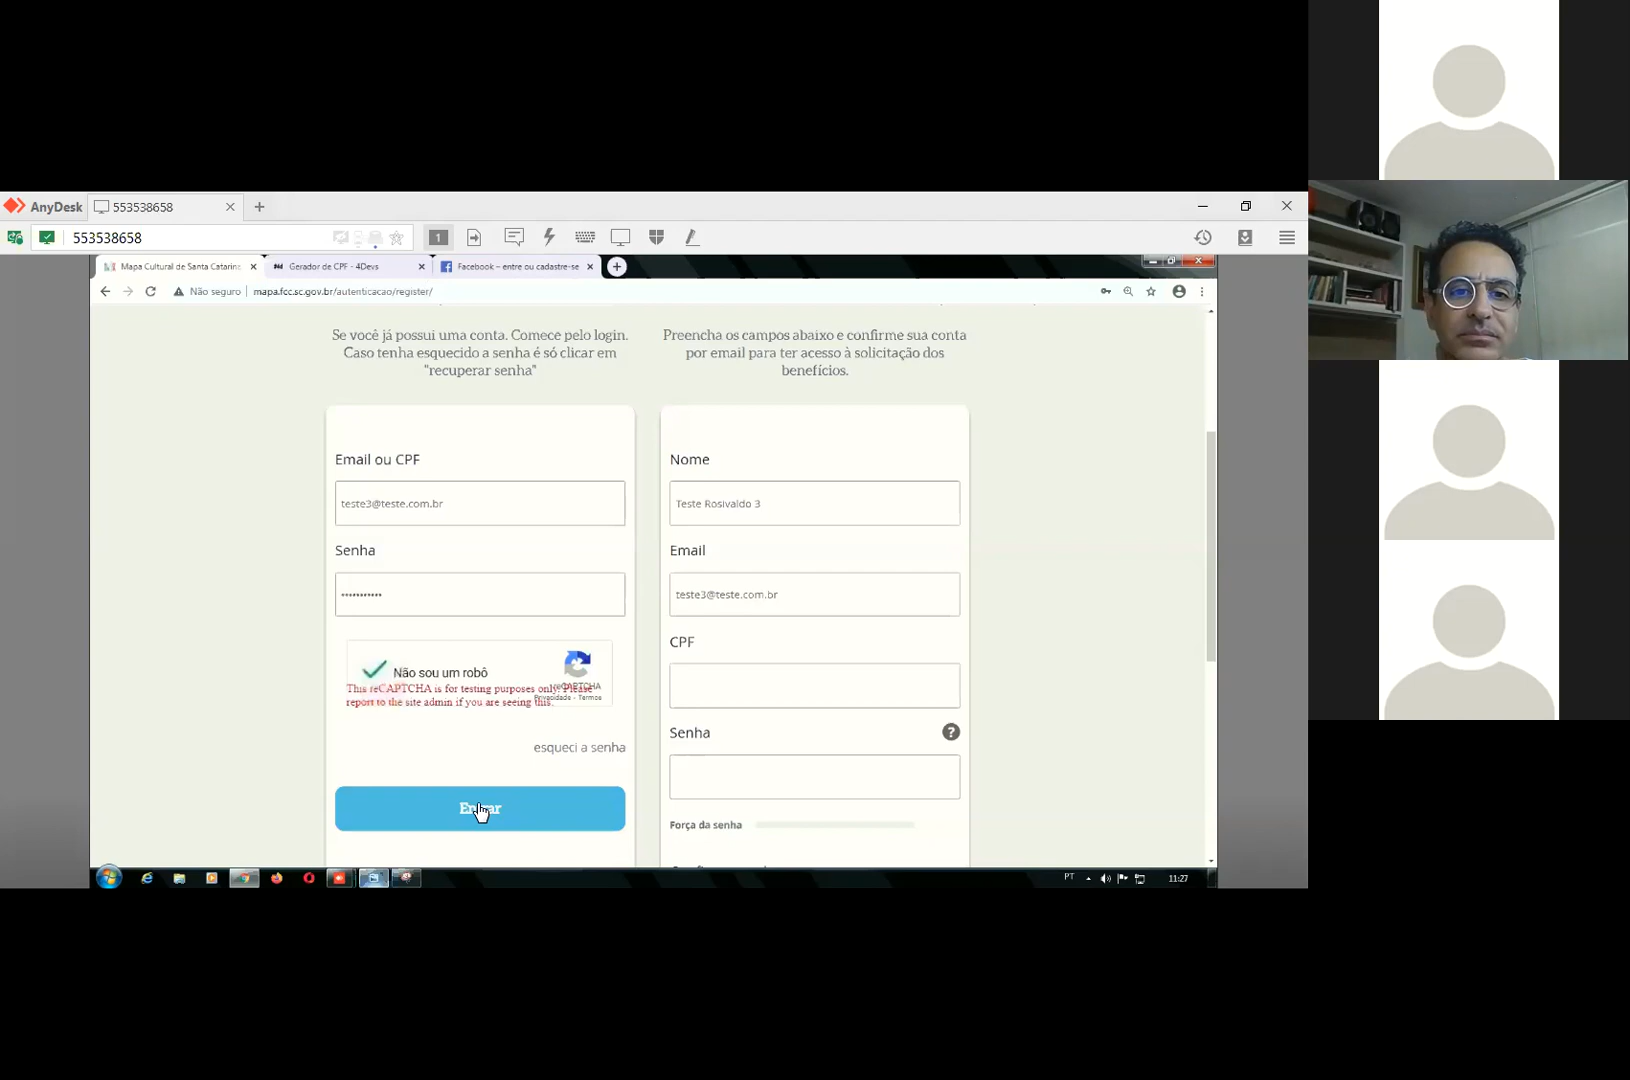 AnyDesk
553538658
553538658
1
Mapa Cultural de Santa Catarina
Gerador de CPF - 4Devs
Facebook – entre ou cadastre-se
Não seguro
mapa.fcc.sc.gov.br/autenticacao/register/
Se você já possui uma conta. Comece pelo login.
Caso tenha esquecido a senha é só clicar em
"recuperar senha"
Preencha os campos abaixo e confirme sua conta
por email para ter acesso à solicitação dos
benefícios.
Email ou CPF
teste3@teste.com.br
Senha
Não sou um robô
reCAPTCHA
Privacidade - Termos
This reCAPTCHA is for testing purposes only. Please
report to the site admin if you are seeing this.
esqueci a senha
Entrar
Nome
Teste Rosivaldo 3
Email
teste3@teste.com.br
CPF
Senha
?
Força da senha
PT
11:27